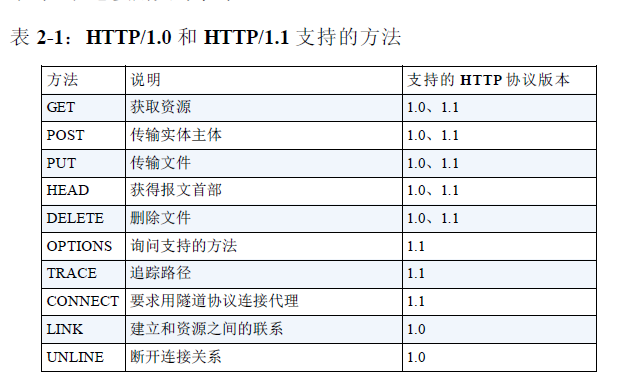 表 2-1：HTTP/1.0 和 HTTP/1.1 支持的方法
方法 说明 支持的 HTTP 协议版本
GET 获取资源 1.0、1.1
POST 传输实体主体 1.0、1.1
PUT 传输文件 1.0、1.1
HEAD 获得报文首部 1.0、1.1
DELETE 删除文件 1.0、1.1
OPTIONS 询问支持的方法 1.1
TRACE 追踪路径 1.1
CONNECT 要求用隧道协议连接代理 1.1
LINK 建立和资源之间的联系 1.0
UNLINE 断开连接关系 1.0